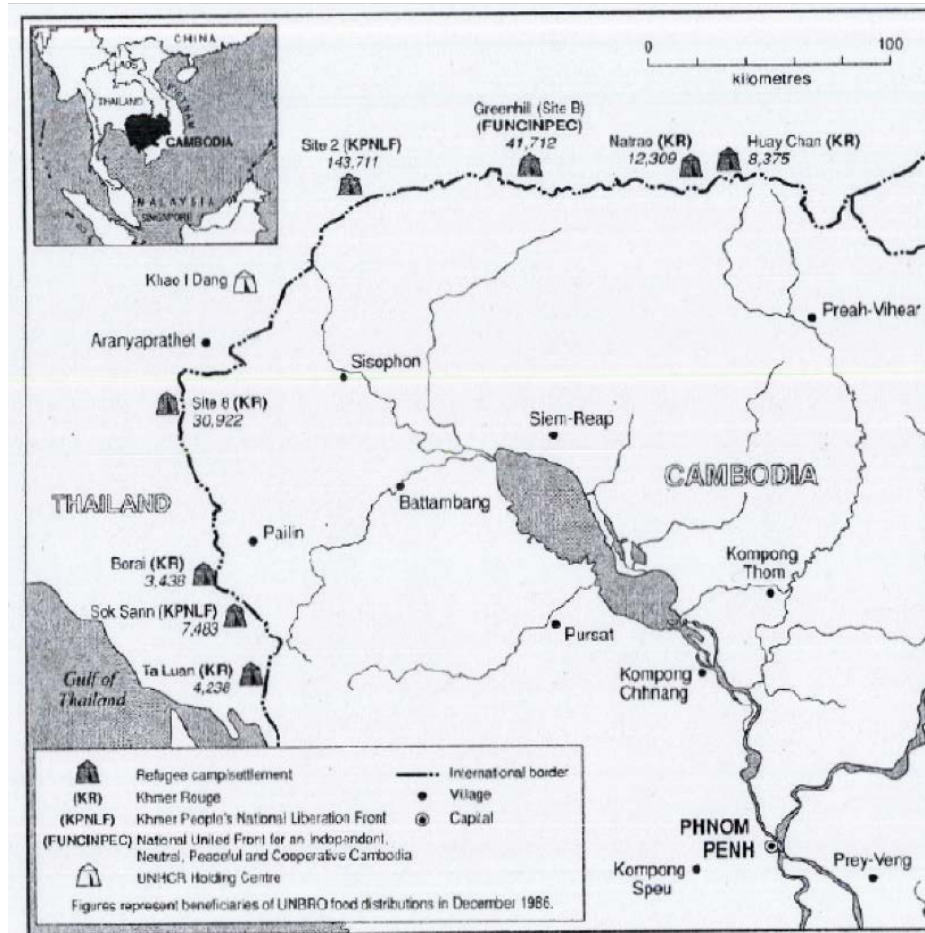 CHINA
LAOS
THAILAND
VIETNAM
CAMBODIA
MALAYSIA
SINGAPORE
0 100
kilometres
Greenhill (Site B)
(FUNCINPEC)
41,712
Site 2 (KPNLF)
143,711
Natrao (KR)
12,309
Huay Chan (KR)
8,375
Khao I Dang
Preah-Vihear
Aranyaprathet
Sisophon
Site 8 (KR)
30,922
Siem-Reap
CAMBODIA
THAILAND
Battambang
Pailin
Borai (KR)
3,438
Kompong
Thom
Sok Sann (KPNLF)
7,483
Pursat
Ta Luan (KR)
4,238
Gulf of
Thailand
Kompong
Chhnang
Refugee camp/settlement
(KR) Khmer Rouge
(KPNLF) Khmer People's National Liberation Front
(FUNCINPEC) National United Front for an Independent,
Neutral, Peaceful and Cooperative Cambodia
UNHCR Holding Centre
International border
Village
Capital
Figures represent beneficiaries of UNBRO food distributions in December 1986.
PHNOM
PENH
Kompong
Speu
Prey-Veng